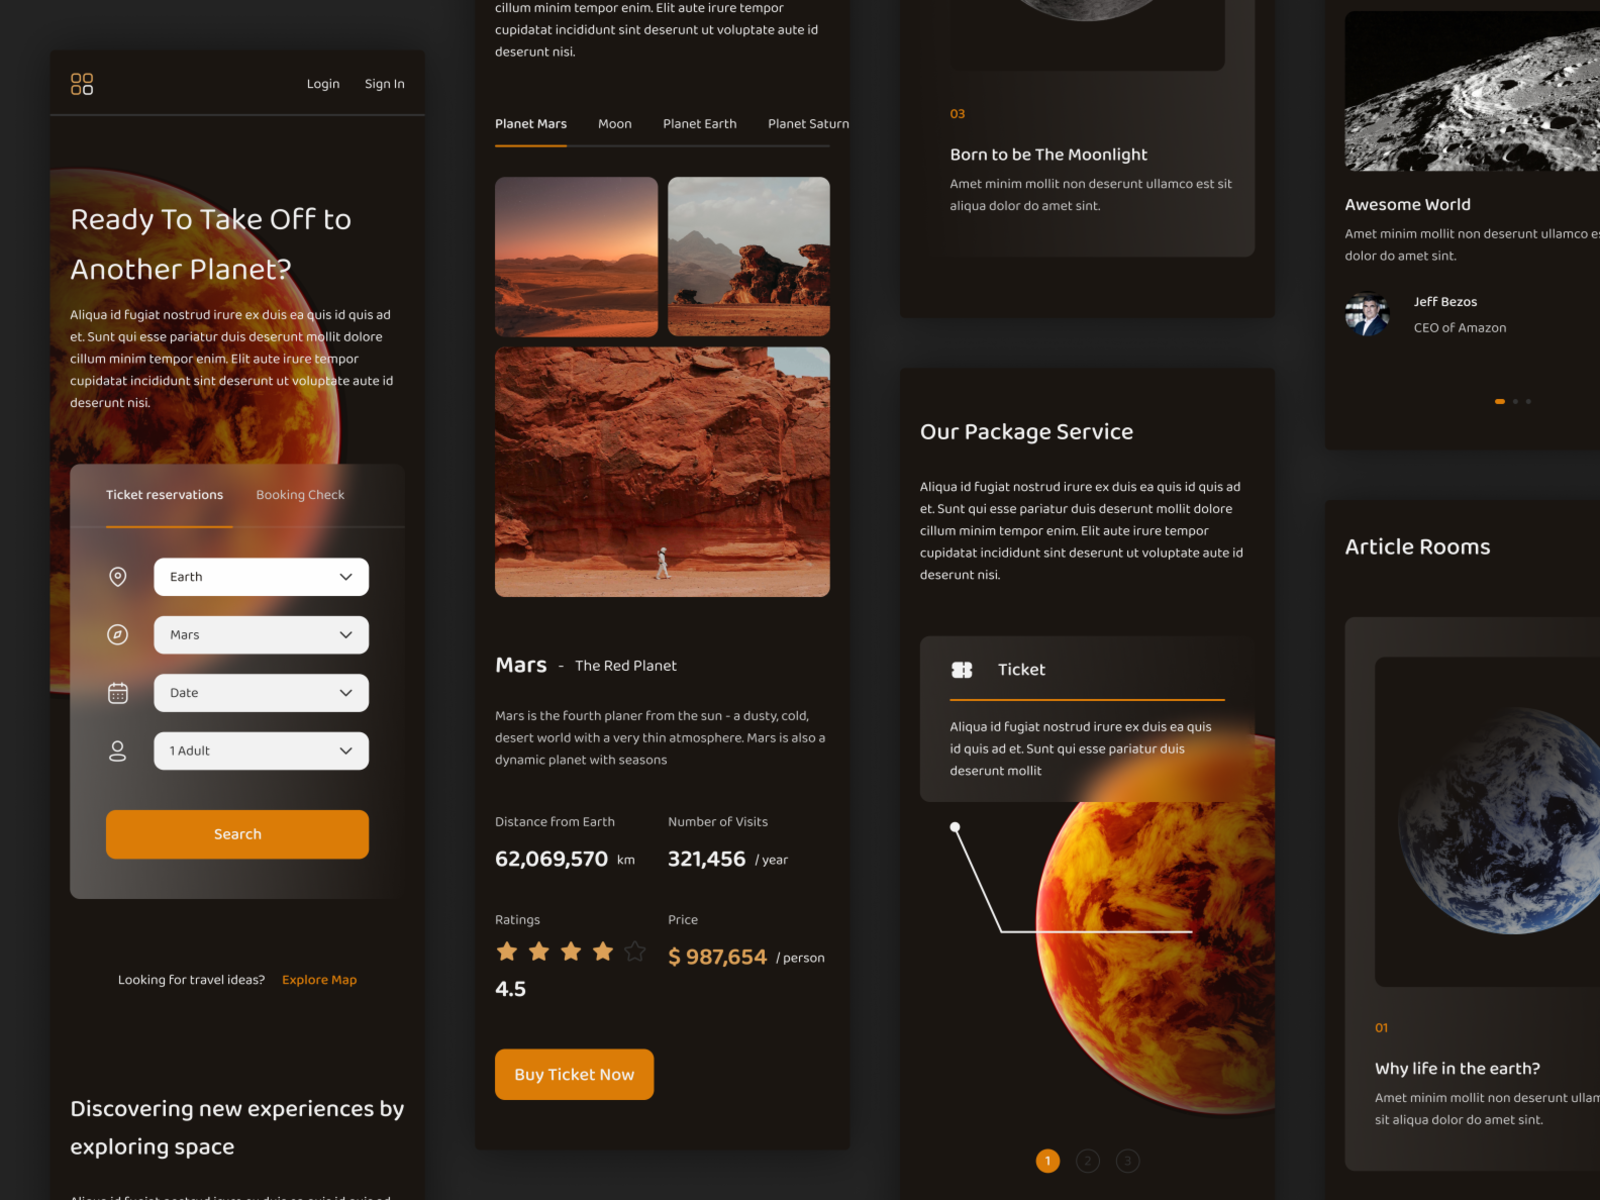 Login
Sign In
Ready To Take Off to
Another Planet?
Aliqua id fugiat nostrud irure ex duis ea quis id quis ad
et. Sunt qui esse pariatur duis deserunt mollit dolore
cillum minim tempor enim. Elit aute irure tempor
cupidatat incididunt sint deserunt ut voluptate aute id
deserunt nisi.
Ticket reservations
Booking Check
Earth
Mars
Date
1 Adult
Search
Looking for travel ideas? Explore Map
Discovering new experiences by
exploring space
cillum minim tempor enim. Elit aute irure tempor
cupidatat incididunt sint deserunt ut voluptate aute id
deserunt nisi.
Planet Mars
Moon
Planet Earth
Planet Saturn
Mars - The Red Planet
Mars is the fourth planer from the sun - a dusty, cold,
desert world with a very thin atmosphere. Mars is also a
dynamic planet with seasons
Distance from Earth
62,069,570 km
Number of Visits
321,456 / year
Ratings
4.5
Price
$ 987,654 / person
Buy Ticket Now
03
Born to be The Moonlight
Amet minim mollit non deserunt ullamco est sit
aliqua dolor do amet sint.
Our Package Service
Aliqua id fugiat nostrud irure ex duis ea quis id quis ad
et. Sunt qui esse pariatur duis deserunt mollit dolore
cillum minim tempor enim. Elit aute irure tempor
cupidatat incididunt sint deserunt ut voluptate aute id
deserunt nisi.
Ticket
Aliqua id fugiat nostrud irure ex duis ea quis
id quis ad et. Sunt qui esse pariatur duis
deserunt mollit
1
2
3
Awesome World
Amet minim mollit non deserunt ullamco es
dolor do amet sint.
Jeff Bezos
CEO of Amazon
Article Rooms
01
Why life in the earth?
Amet minim mollit non deserunt ullam
sit aliqua dolor do amet sint.